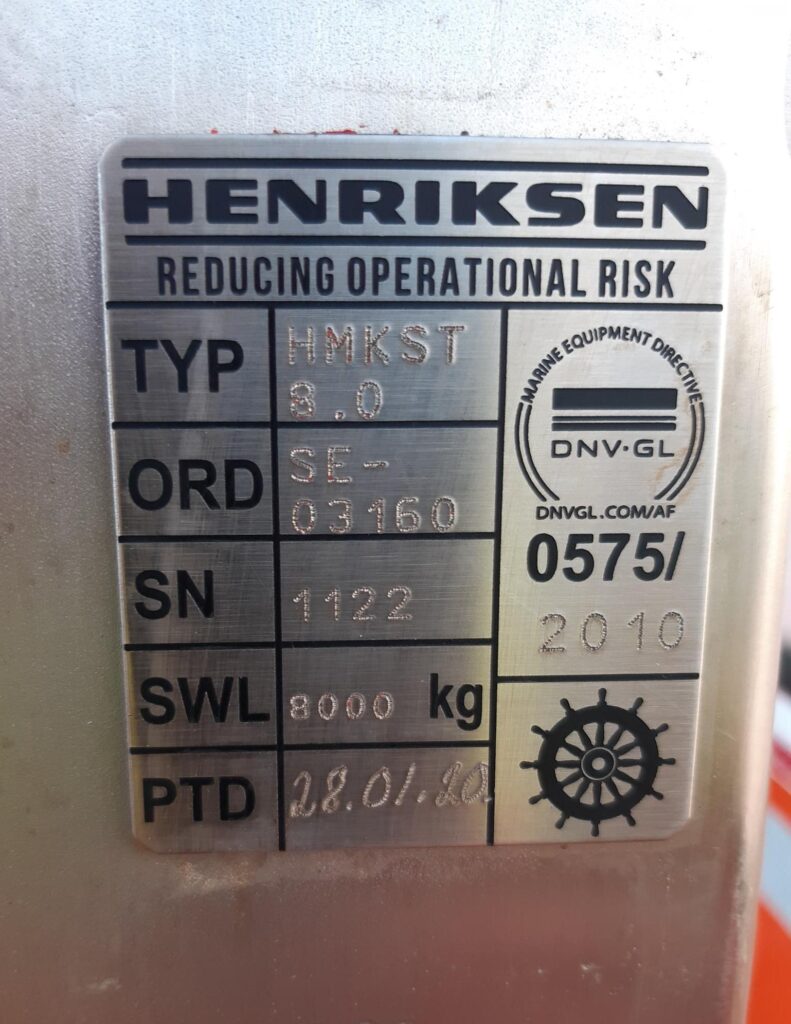 HENRIKSEN
REDUCING OPERATIONAL RISK
TYP HMKST
8.0
ORD SE-
03160
SN 1122
SWL 8000 kg
PTD 28.01.20
MARINE EQUIPMENT DIRECTIVE
DNV·GL
DNVGL.COM/AF
0575/
2010